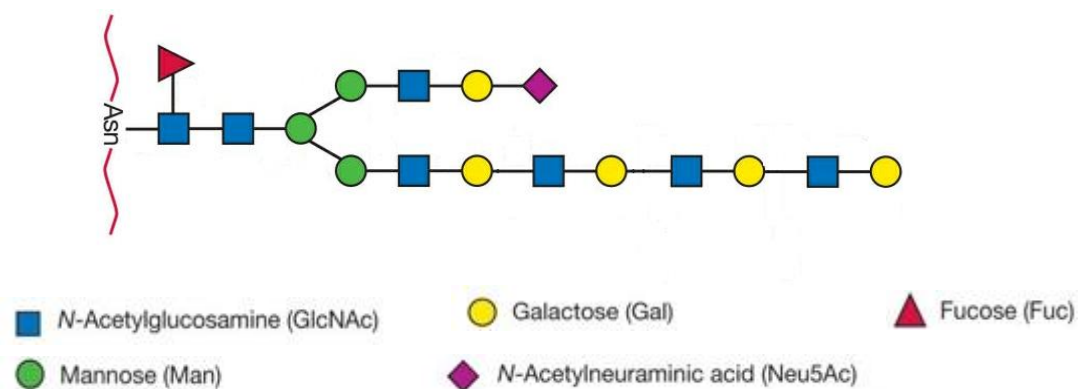 Asn
N-Acetylglucosamine (GlcNAc)
Galactose (Gal)
Fucose (Fuc)
Mannose (Man)
N-Acetylneuraminic acid (Neu5Ac)